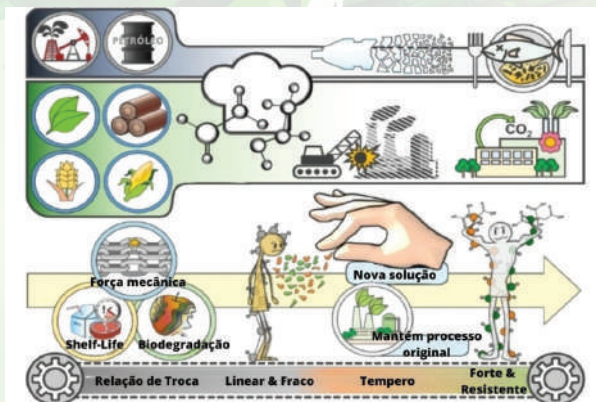 PETRÓLEO
CO₂
Força mecânica
Nova solução
Shelf-Life
Biodegradação
Mantém processo
original
Relação de Troca
Linear & Fraco
Tempero
Forte &
Resistente